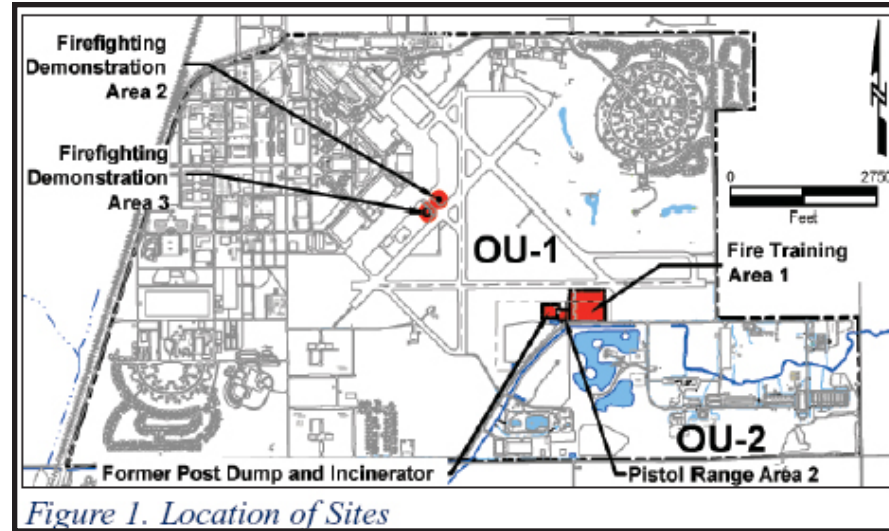 Firefighting
Demonstration
Area 2
Firefighting
Demonstration
Area 3
N
0 2750
Feet
OU-1
Fire Training
Area 1
OU-2
Former Post Dump and Incinerator
Pistol Range Area 2
Figure 1. Location of Sites